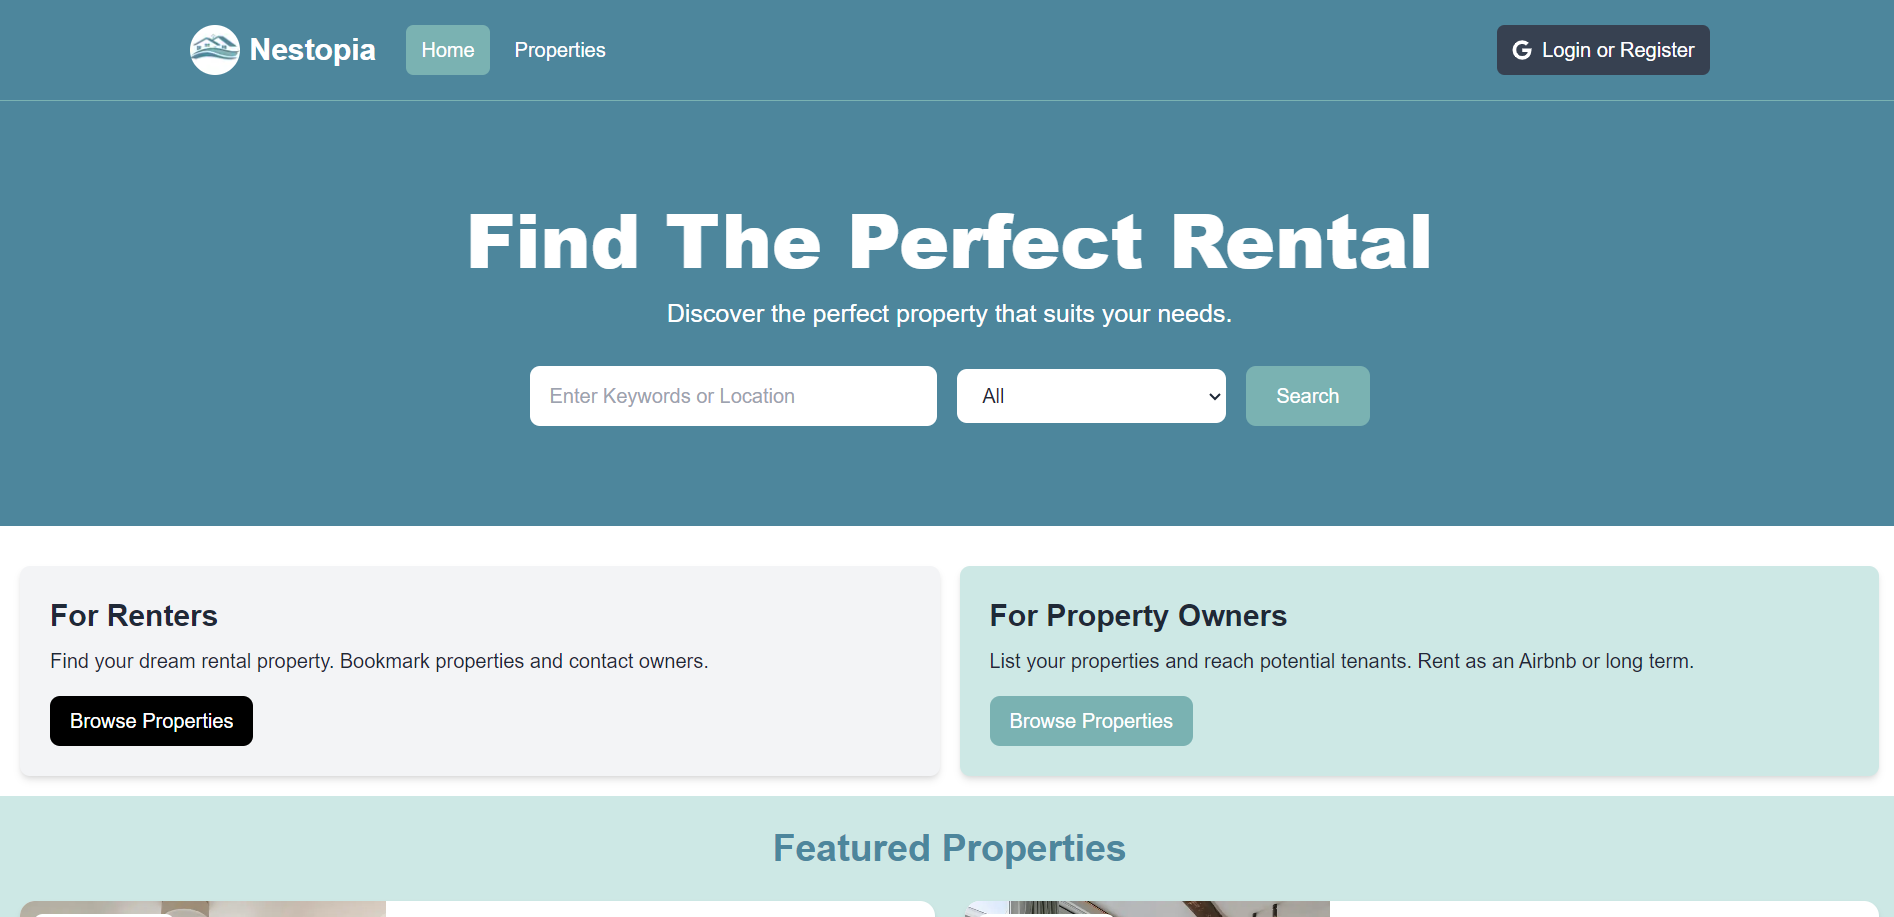 Nestopia
Home
Properties
Login or Register
Find The Perfect Rental
Discover the perfect property that suits your needs.
Enter Keywords or Location
All
Search
For Renters
Find your dream rental property. Bookmark properties and contact owners.
Browse Properties
For Property Owners
List your properties and reach potential tenants. Rent as an Airbnb or long term.
Browse Properties
Featured Properties